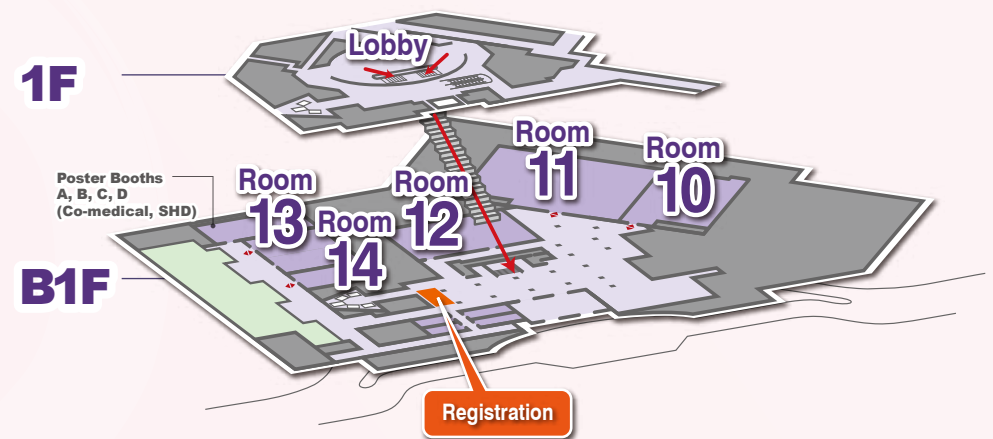 1F
Lobby
Room
11
Room
10
Poster Booths
A, B, C, D
(Co-medical, SHD)
Room
13
Room
12
Room
14
B1F
Registration